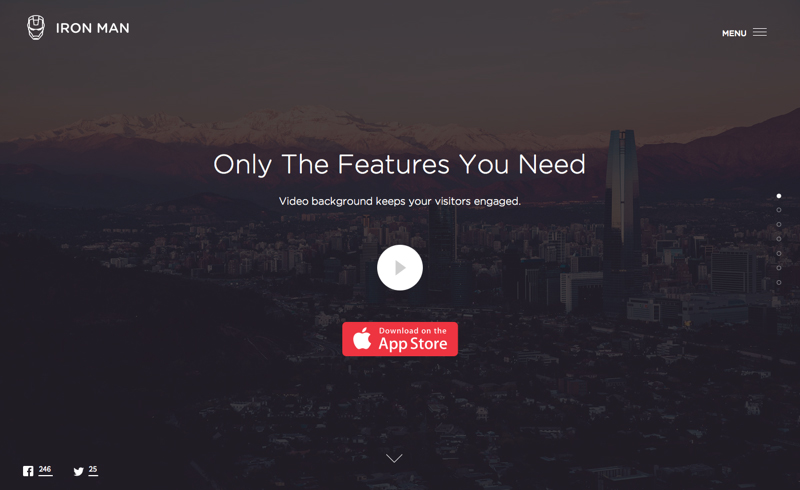 IRON MAN
MENU
Only The Features You Need
Video background keeps your visitors engaged.
Download on the
App Store
246
25